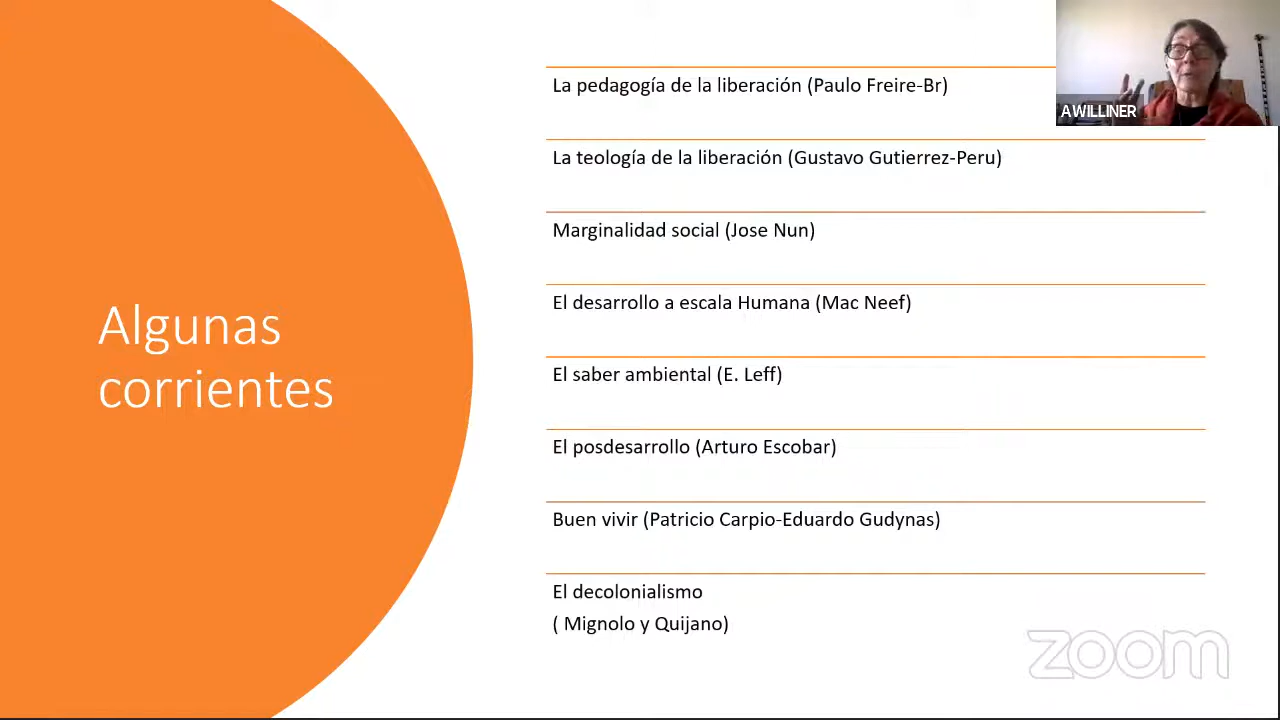 Algunas
corrientes
La pedagogía de la liberación (Paulo Freire-Br)
La teología de la liberación (Gustavo Gutierrez-Peru)
Marginalidad social (Jose Nun)
El desarrollo a escala Humana (Mac Neef)
El saber ambiental (E. Leff)
El posdesarrollo (Arturo Escobar)
Buen vivir (Patricio Carpio-Eduardo Gudynas)
El decolonialismo
( Mignolo y Quijano)
AWILLINER
zoom